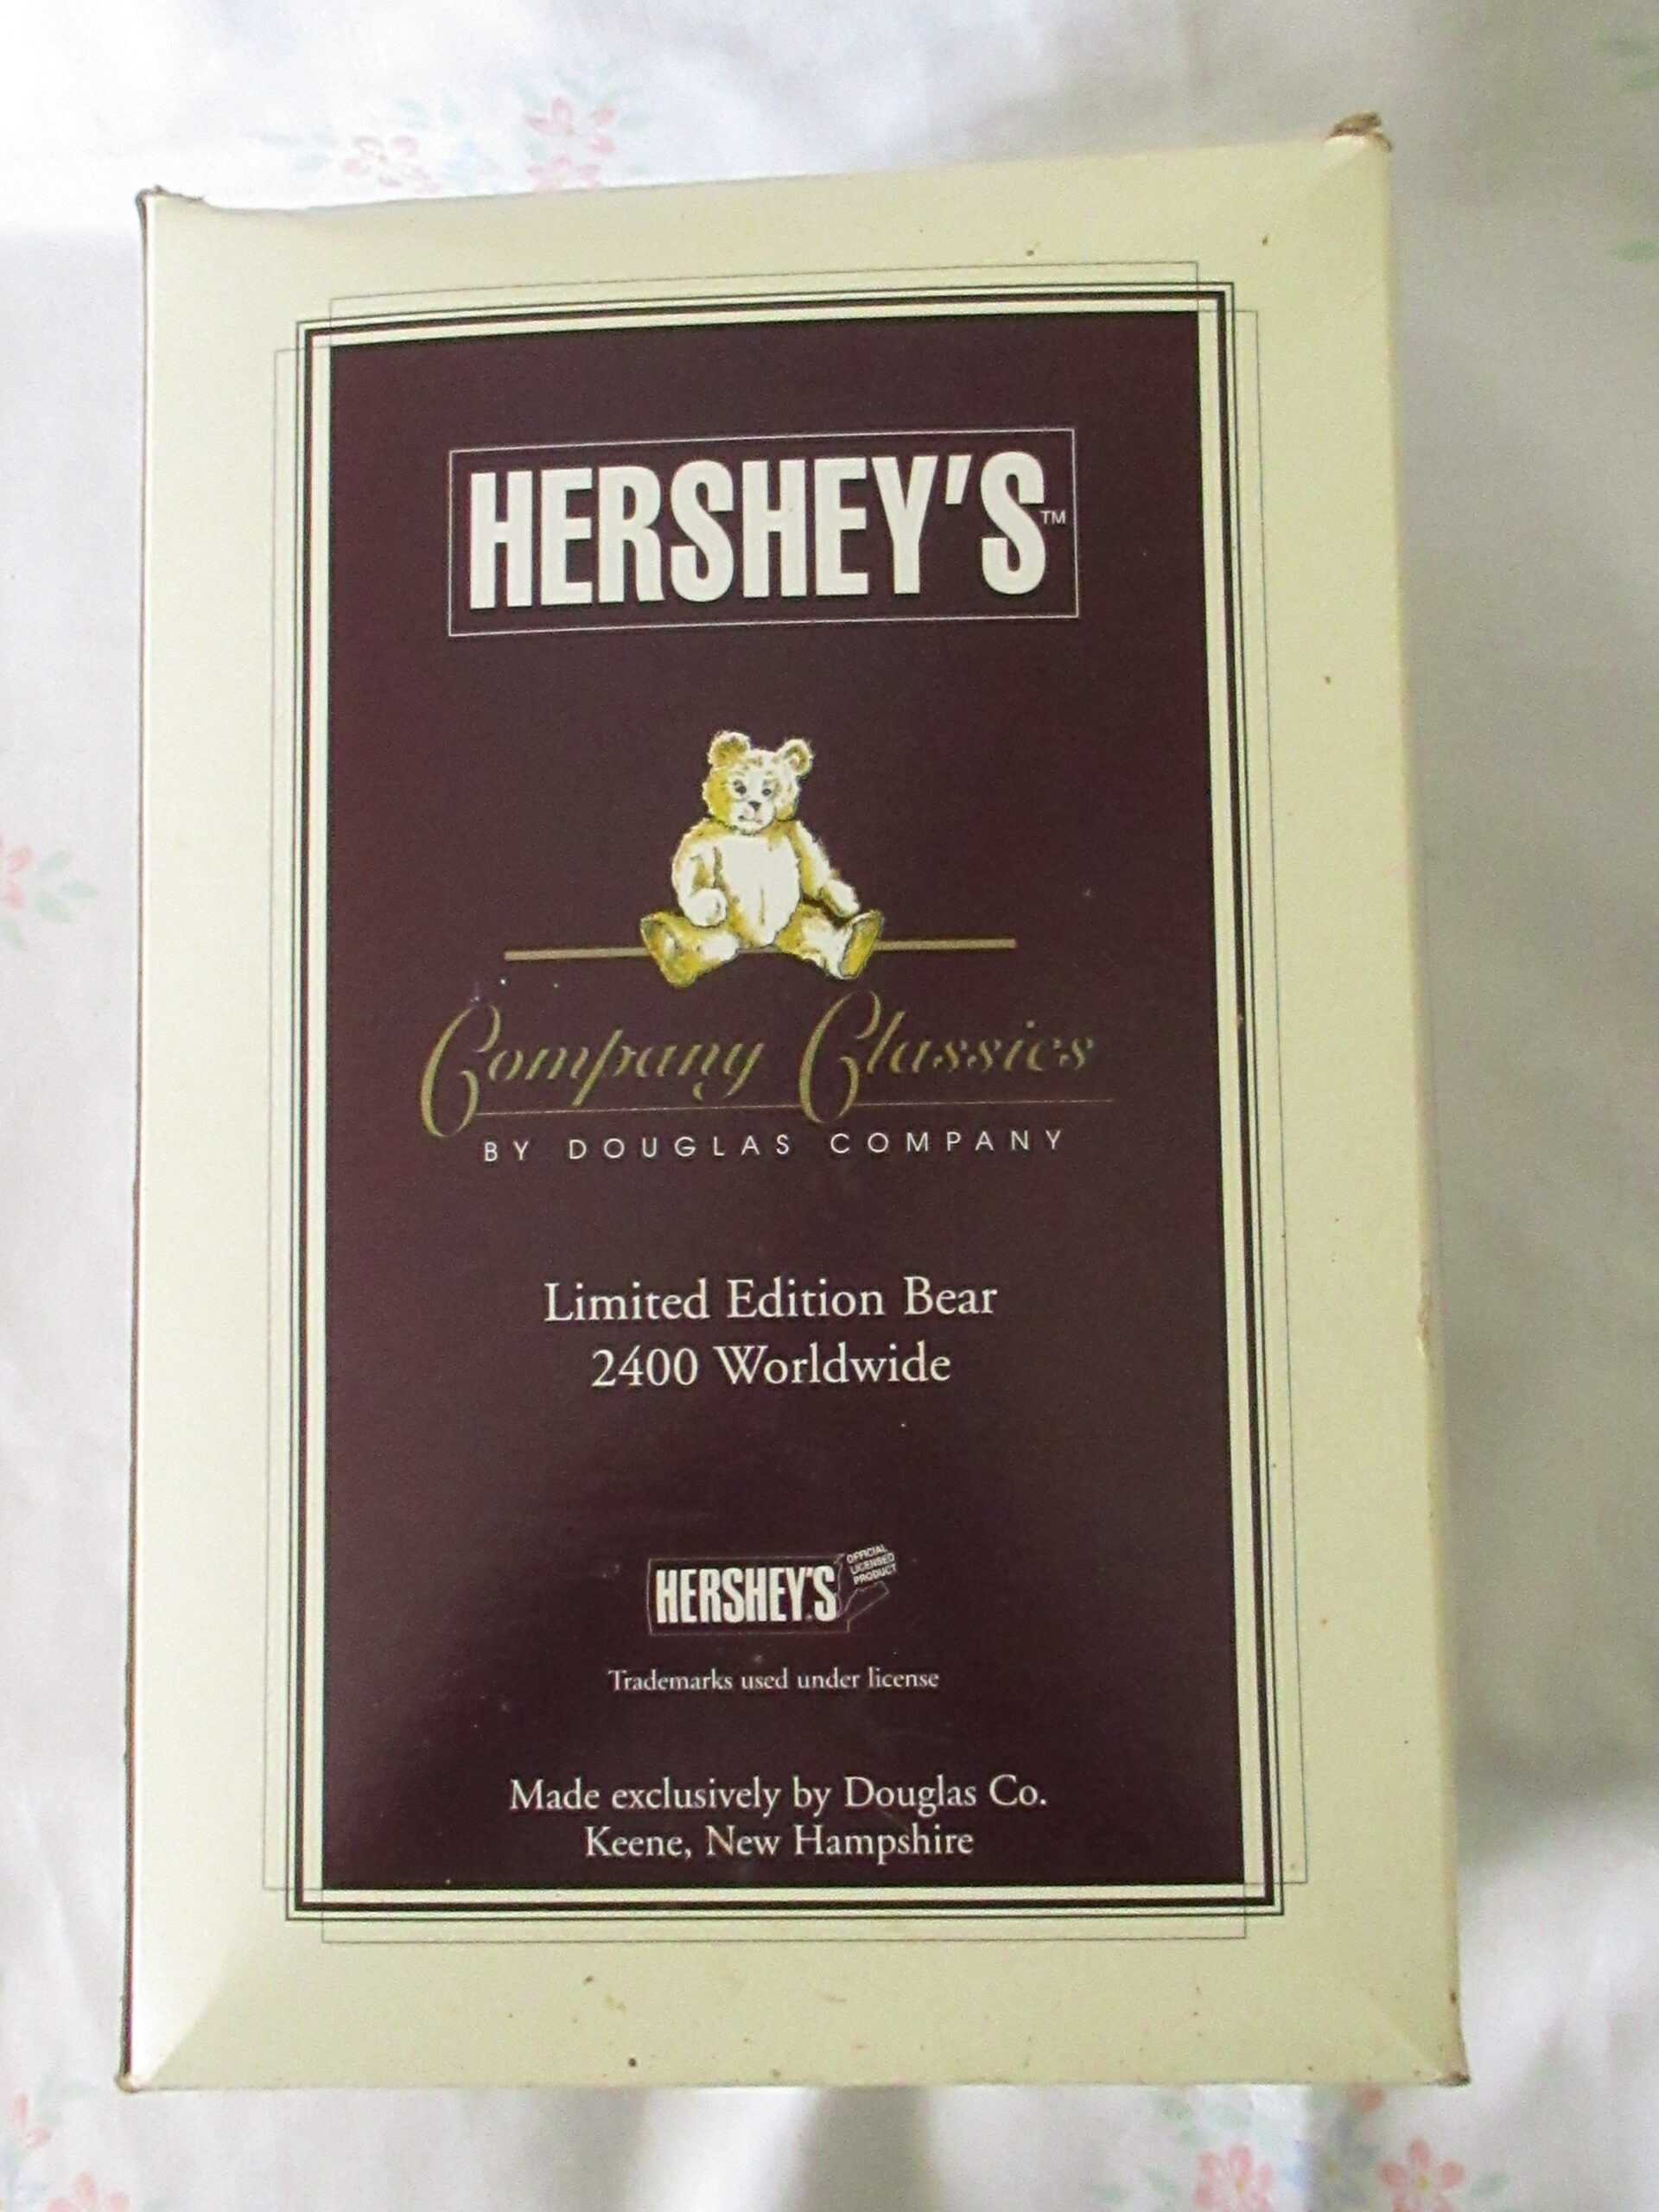 HERSHEY'S™
Company Classics
BY DOUGLAS COMPANY
Limited Edition Bear
2400 Worldwide
HERSHEY'S
OFFICIAL
LICENSED
PRODUCT
Trademarks used under license
Made exclusively by Douglas Co.
Keene, New Hampshire